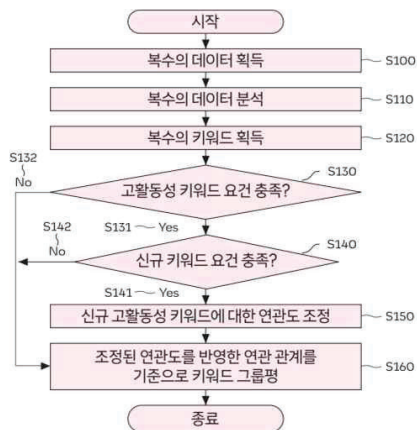 시작
복수의 데이터 획득
S100
복수의 데이터 분석
S110
복수의 키워드 획득
S120
S132
No
고활동성 키워드 요건 충족?
S130
S131
Yes
S142
No
신규 키워드 요건 충족?
S140
S141
Yes
신규 고활동성 키워드에 대한 연관도 조정
S150
조정된 연관도를 반영한 연관 관계를
기준으로 키워드 그룹핑
S160
종료